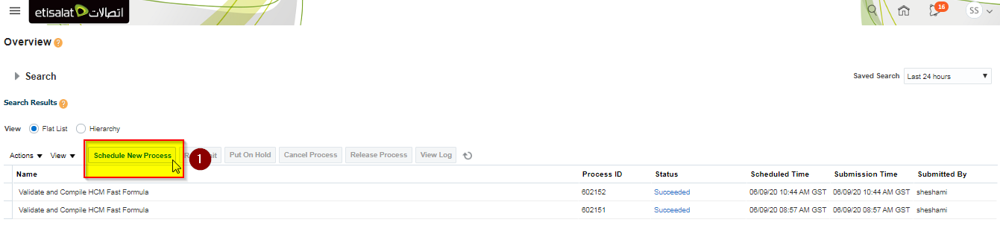 etisalat اتصالات
16
SS
Overview ?
Search
Saved Search Last 24 hours
Search Results ?
View Flat List Hierarchy
Actions View Schedule New Process 1 Put On Hold Cancel Process Release Process View Log
Name Process ID Status Scheduled Time Submission Time Submitted By
Validate and Compile HCM Fast Formula 602152 Succeeded 06/09/20 10:44 AM GST 06/09/20 10:44 AM GST sheshami
Validate and Compile HCM Fast Formula 602151 Succeeded 06/09/20 08:57 AM GST 06/09/20 08:57 AM GST sheshami